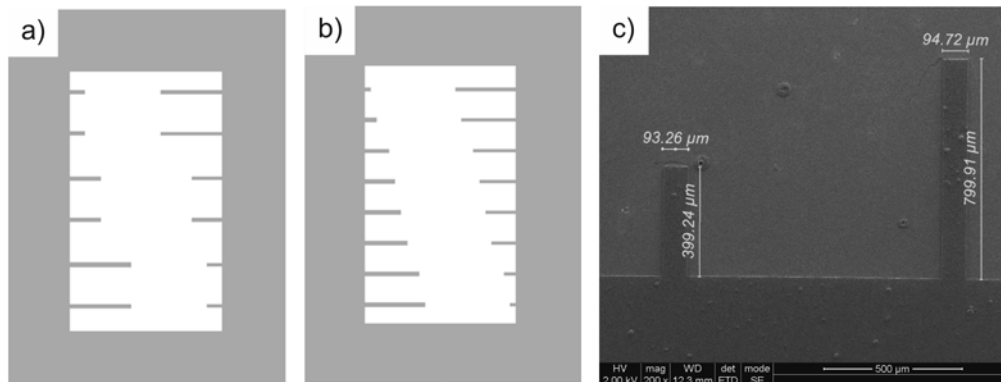 a)
b)
c)
94.72 µm
93.26 µm
399.24 µm
799.91 µm
HV mag WD det mode
2.00 kV 200 x 12.3 mm ETD SE
500 µm